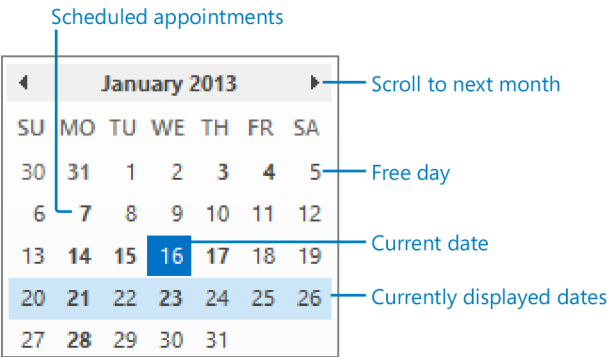 Scheduled appointments
January 2013
Scroll to next month
SU MO TU WE TH FR SA
30 31 1 2 3 4 5
Free day
6 7 8 9 10 11 12
Current date
13 14 15 16 17 18 19
20 21 22 23 24 25 26
Currently displayed dates
27 28 29 30 31